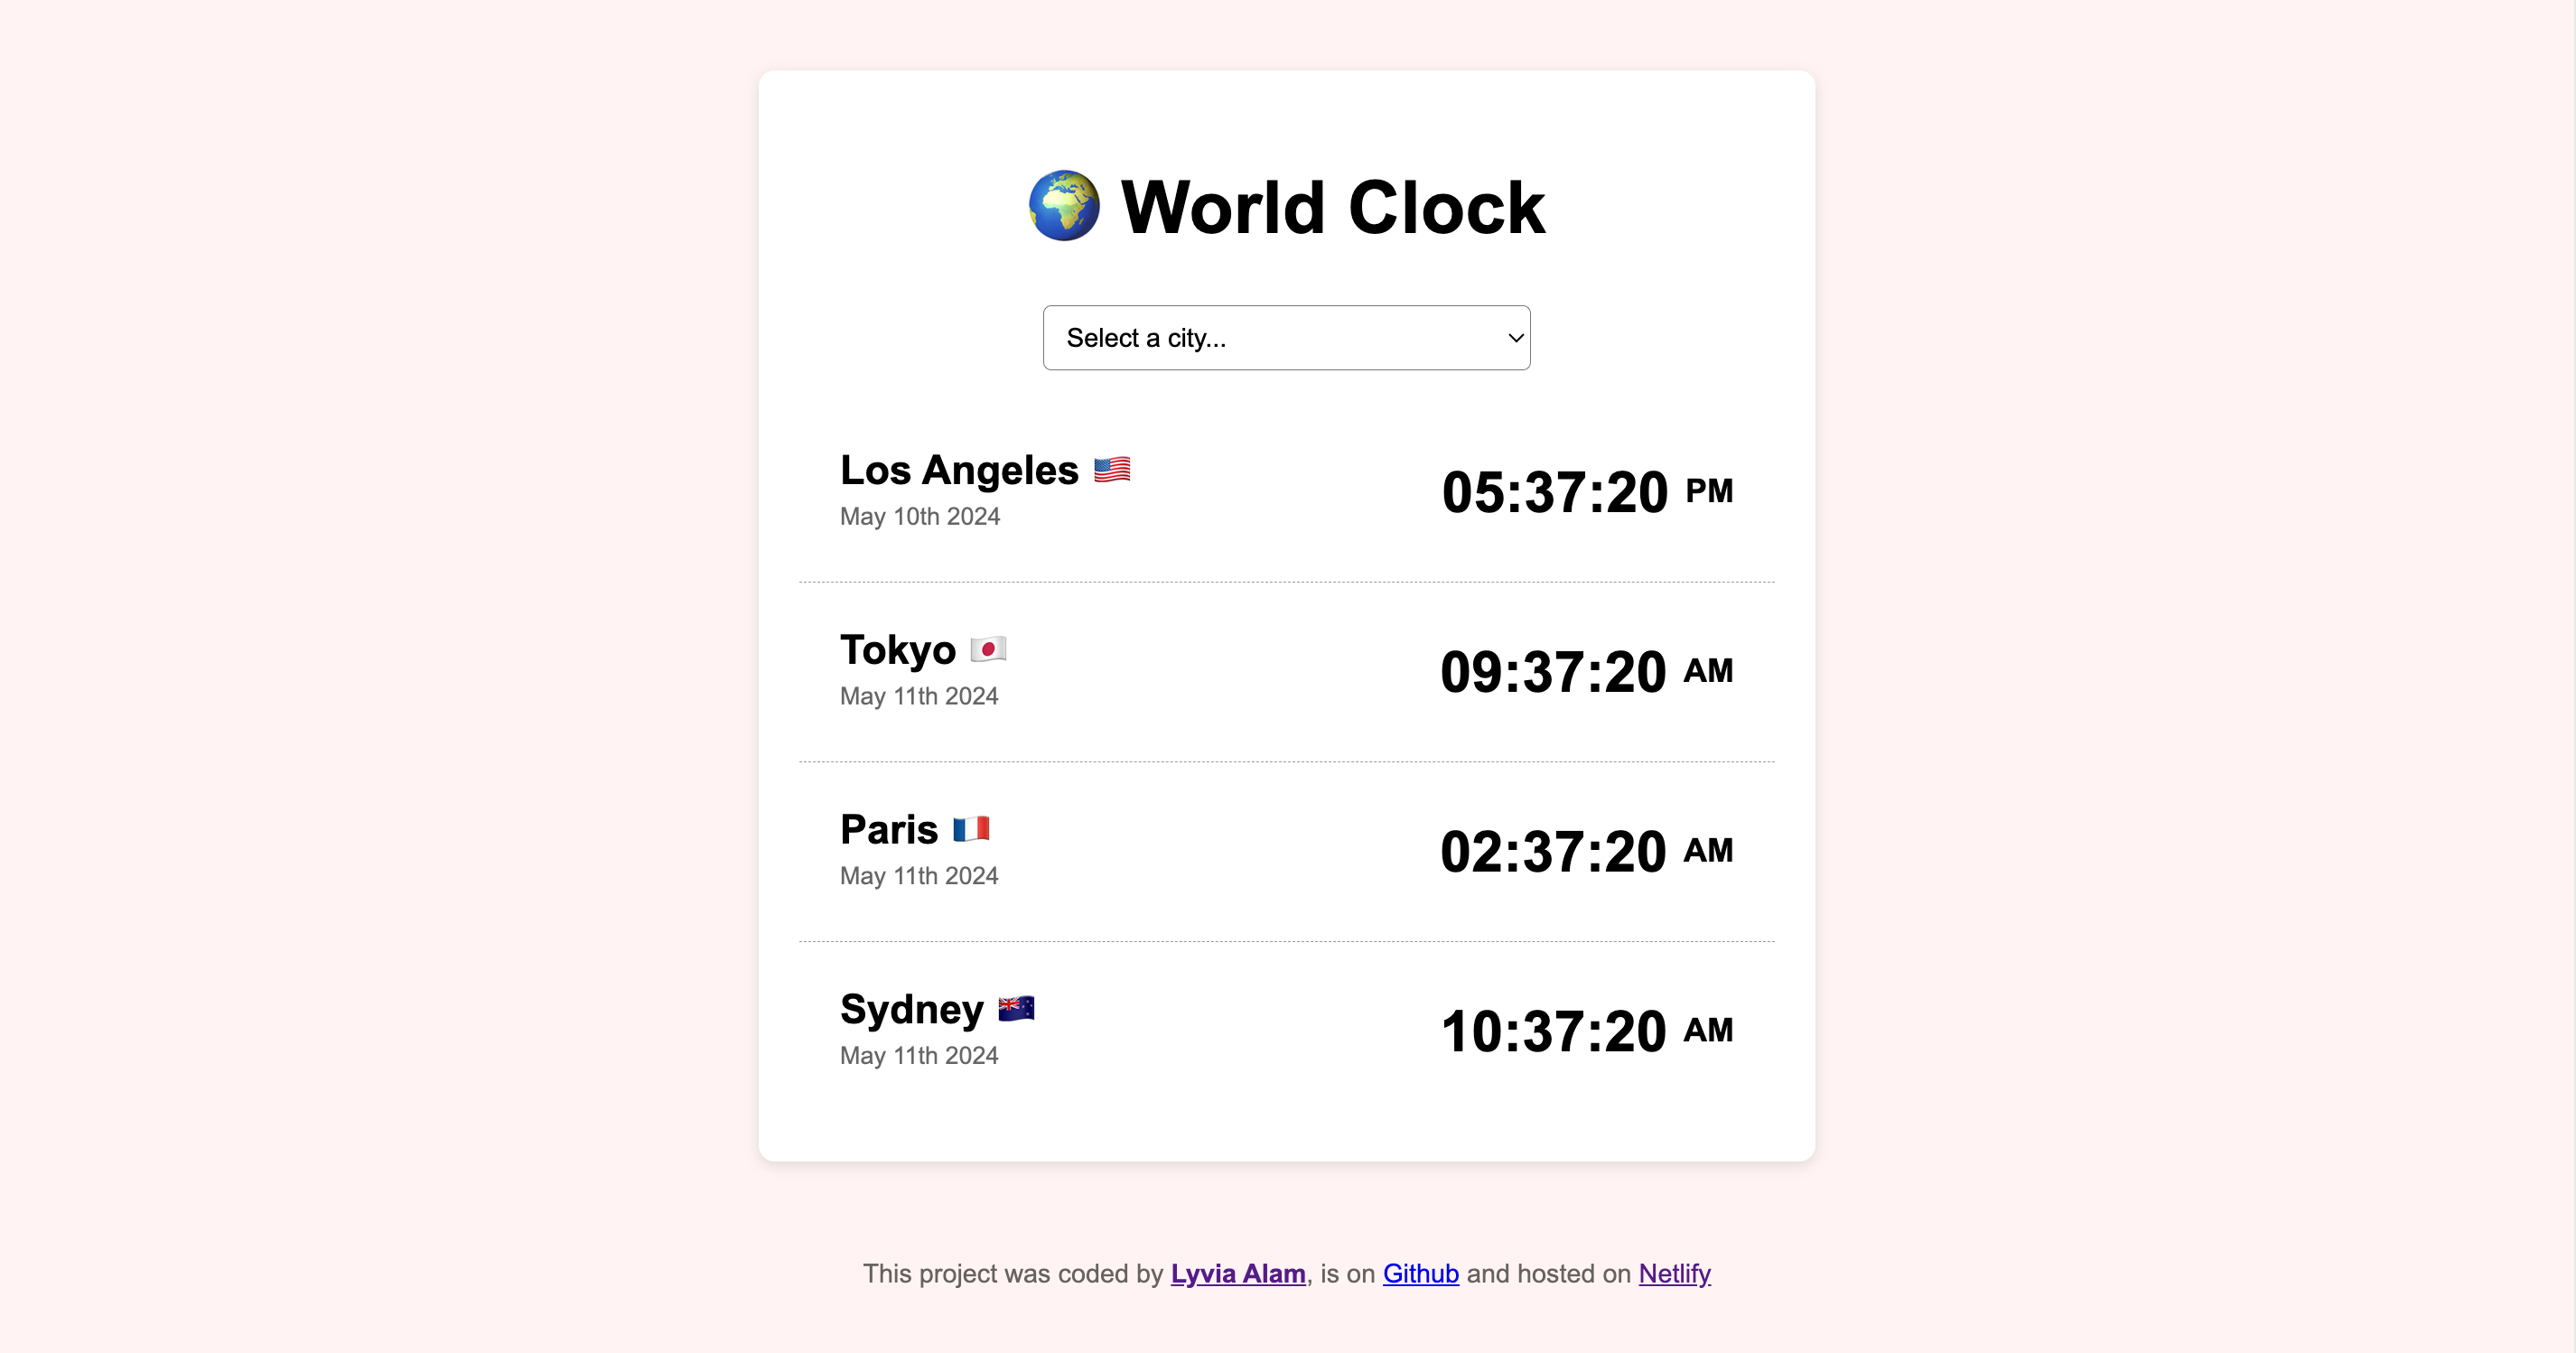 🌍 World Clock
Select a city...
Los Angeles 🇺🇸
May 10th 2024
05:37:20 PM
Tokyo 🇯🇵
May 11th 2024
09:37:20 AM
Paris 🇫🇷
May 11th 2024
02:37:20 AM
Sydney 🇳🇿
May 11th 2024
10:37:20 AM
This project was coded by Lyvia Alam, is on Github and hosted on Netlify